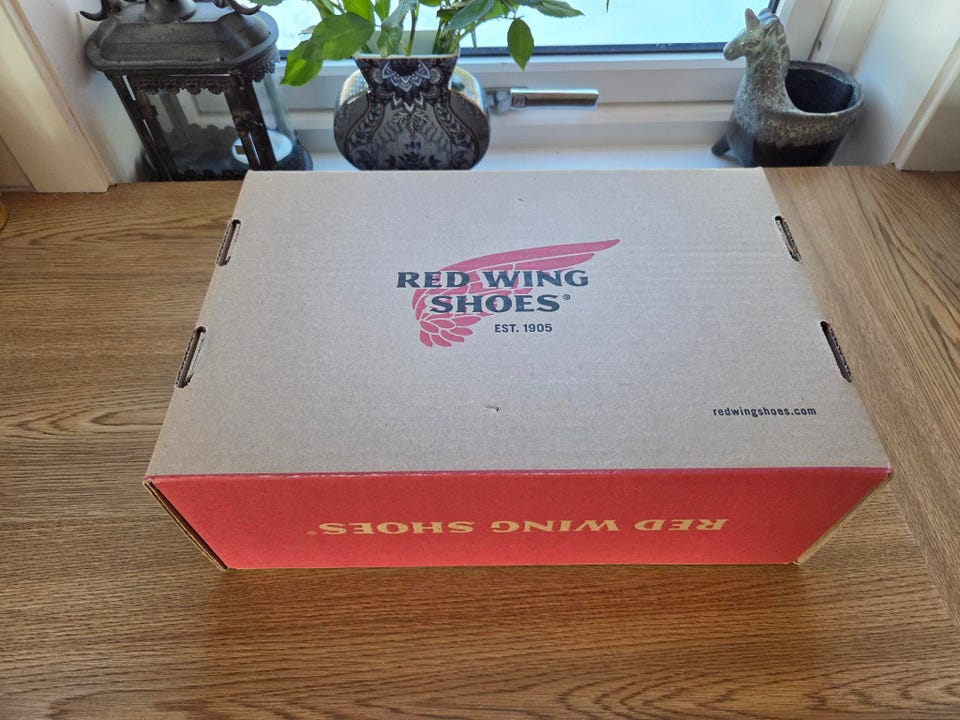 RED WING
SHOES®
EST. 1905
redwingshoes.com
RED WING SHOES®